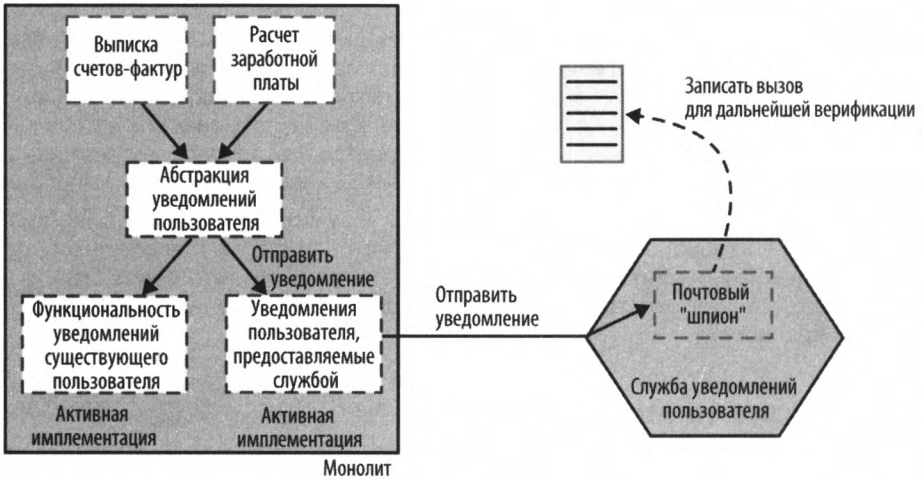 Выписка
счетов-фактур
Расчет
заработной
платы
Абстракция
уведомлений
пользователя
Отправить
уведомление
Функциональность
уведомлений
существующего
пользователя
Уведомления
пользователя,
предоставляемые
службой
Активная
имплементация
Активная
имплементация
Монолит
Отправить
уведомление
Записать вызов
для дальнейшей верификации
Почтовый
"шпион"
Служба уведомлений
пользователя